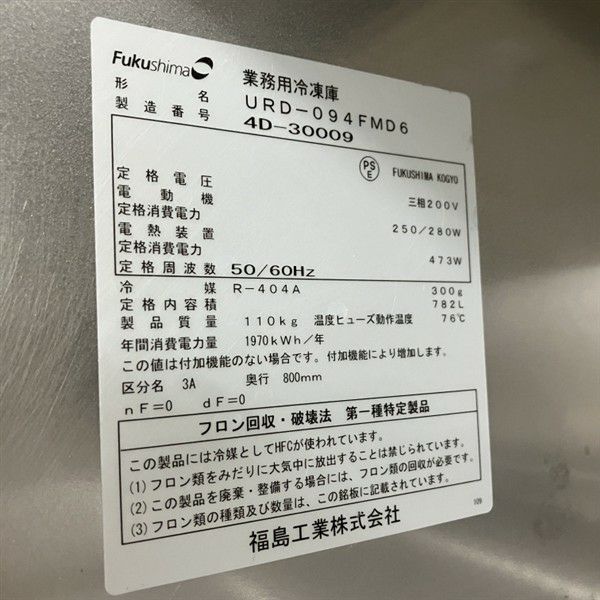 Fukushima 業務用冷凍庫
形名 URD-094FMD6
製造番号 4D-30009
PSE FUKUSHIMA KOGYO
定格電圧 三相200V
電動機
定格消費電力 250/280W
電熱装置
定格消費電力 473W
定格周波数 50/60Hz
冷媒 R-404A 300g
定格内容積 782L
製品質量 110kg 温度ヒューズ動作温度 76℃
年間消費電力量 1970kWh/年
この値は付加機能のない場合です。付加機能により増加します。
区分名 3A 奥行 800mm
nF=0 dF=0
フロン回収・破壊法 第一種特定製品
この製品には冷媒としてHFCが使われています。
(1) フロン類をみだりに大気中に放出することは禁じられています。
(2) この製品を廃棄・整備する場合には、フロン類の回収が必要です。
(3) フロン類の種類及び数量は、この銘板に記載されています。
福島工業株式会社
109